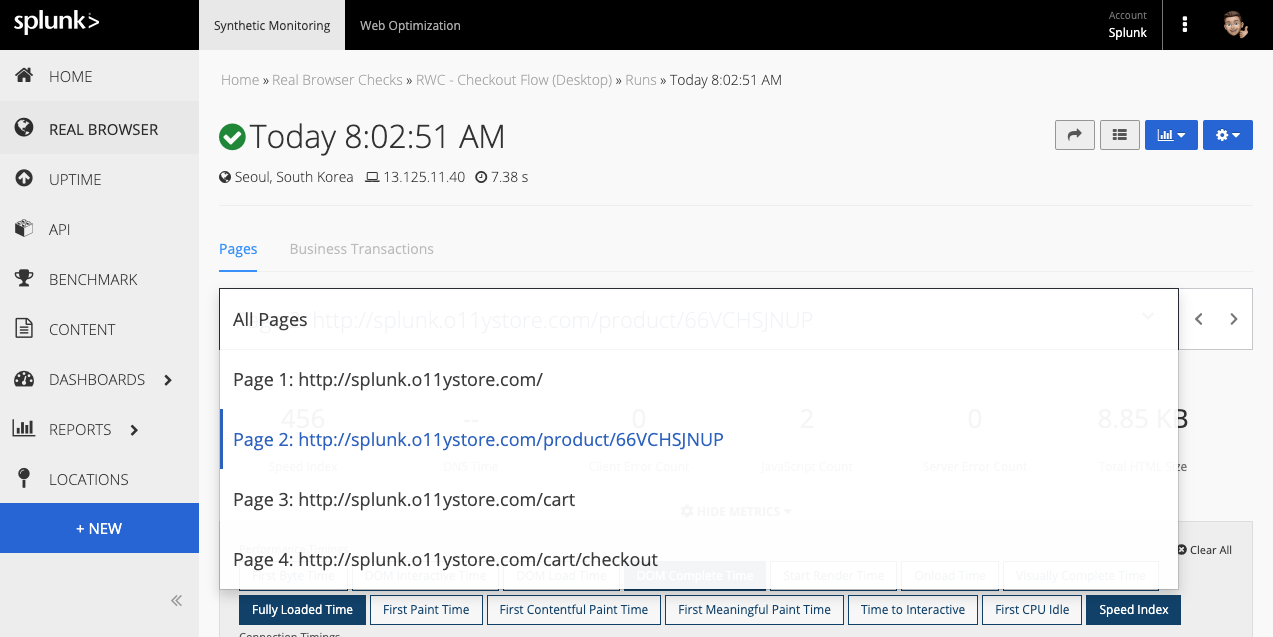 splunk>
Synthetic Monitoring
Web Optimization
Account
Splunk
HOME
REAL BROWSER
UPTIME
API
BENCHMARK
CONTENT
DASHBOARDS
REPORTS
LOCATIONS
+ NEW
Home » Real Browser Checks » RWC - Checkout Flow (Desktop) » Runs » Today 8:02:51 AM
Today 8:02:51 AM
Seoul, South Korea 13.125.11.40 7.38 s
Pages
Business Transactions
All Pages
http://splunk.o11ystore.com/product/66VCHSJNUP
Page 1: http://splunk.o11ystore.com/
456 -- 0 2 0 8.85 KB
Page 2: http://splunk.o11ystore.com/product/66VCHSJNUP
Speed Index DNS Time Client Error Count JavaScript Count Server Error Count Total HTML Size
Page 3: http://splunk.o11ystore.com/cart
HIDE METRICS
Page 4: http://splunk.o11ystore.com/cart/checkout
Clear All
First Byte Time DOM Interactive Time DOM Load Time DOM Complete Time Start Render Time Onload Time Visually Complete Time
Fully Loaded Time First Paint Time First Contentful Paint Time First Meaningful Paint Time Time to Interactive First CPU Idle Speed Index
Connection Timings